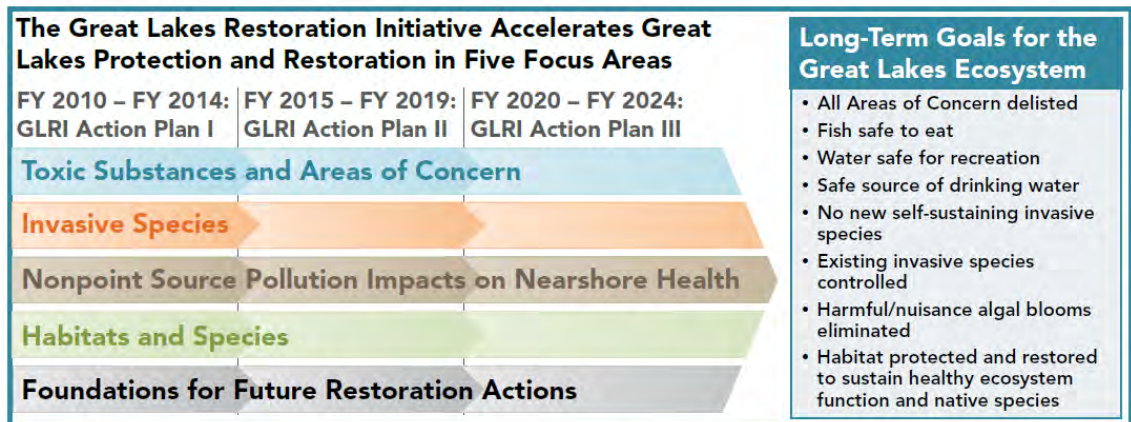 The Great Lakes Restoration Initiative Accelerates Great
Lakes Protection and Restoration in Five Focus Areas
FY 2010 – FY 2014:
GLRI Action Plan I
FY 2015 – FY 2019:
GLRI Action Plan II
FY 2020 – FY 2024:
GLRI Action Plan III
Toxic Substances and Areas of Concern
Invasive Species
Nonpoint Source Pollution Impacts on Nearshore Health
Habitats and Species
Foundations for Future Restoration Actions
Long-Term Goals for the
Great Lakes Ecosystem
• All Areas of Concern delisted
• Fish safe to eat
• Water safe for recreation
• Safe source of drinking water
• No new self-sustaining invasive
species
• Existing invasive species
controlled
• Harmful/nuisance algal blooms
eliminated
• Habitat protected and restored
to sustain healthy ecosystem
function and native species